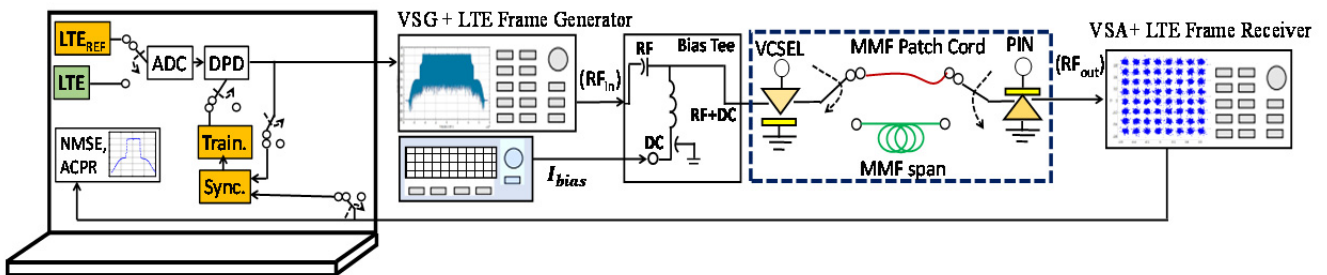 VSG + LTE Frame Generator
VSA+ LTE Frame Receiver
LTE_REF
LTE
ADC
DPD
Train.
Sync.
NMSE,
ACPR
(RF_in)
I_bias
RF
Bias Tee
RF+DC
DC
VCSEL
MMF Patch Cord
PIN
MMF span
(RF_out)